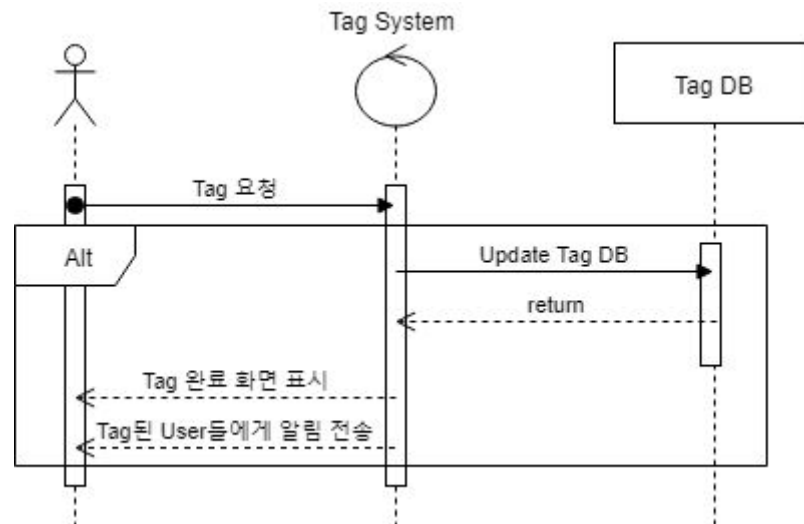 Tag System
Tag DB
Tag 요청
Alt
Update Tag DB
return
Tag 완료 화면 표시
Tag된 User들에게 알림 전송